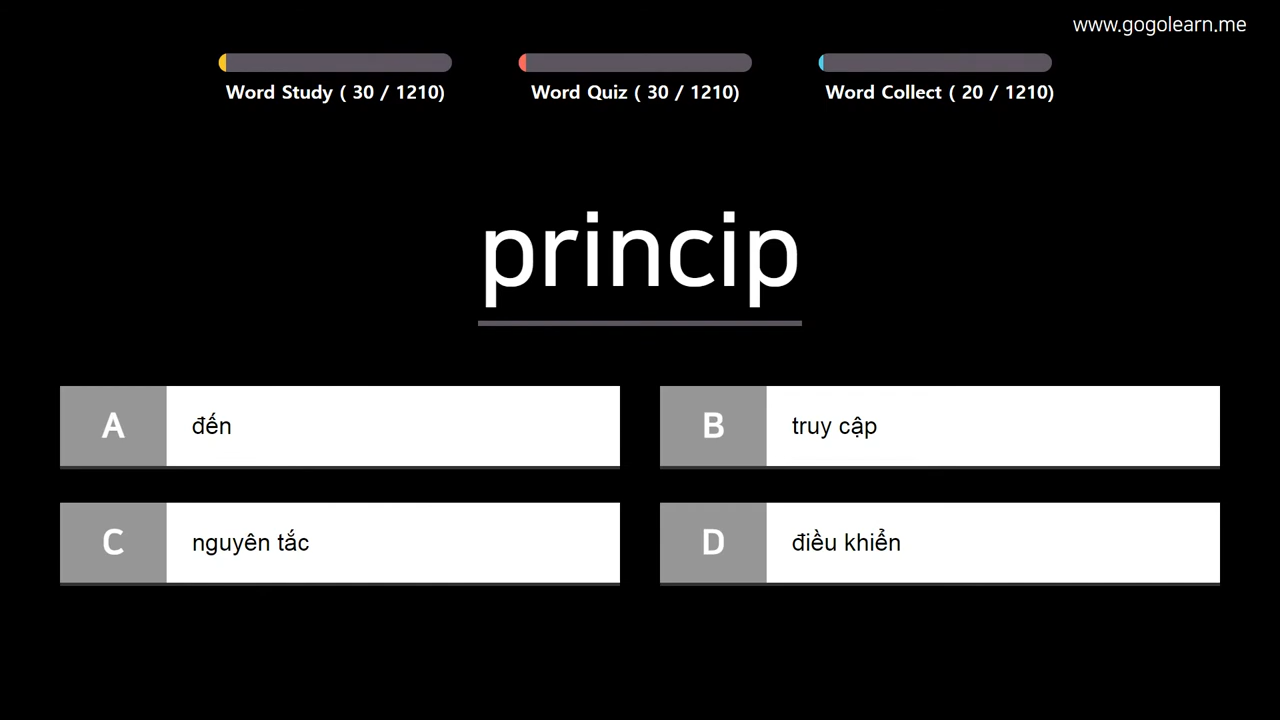 www.gogolearn.me
Word Study ( 30 / 1210)
Word Quiz ( 30 / 1210)
Word Collect ( 20 / 1210)
princip
A đến
B truy cập
C nguyên tắc
D điều khiển